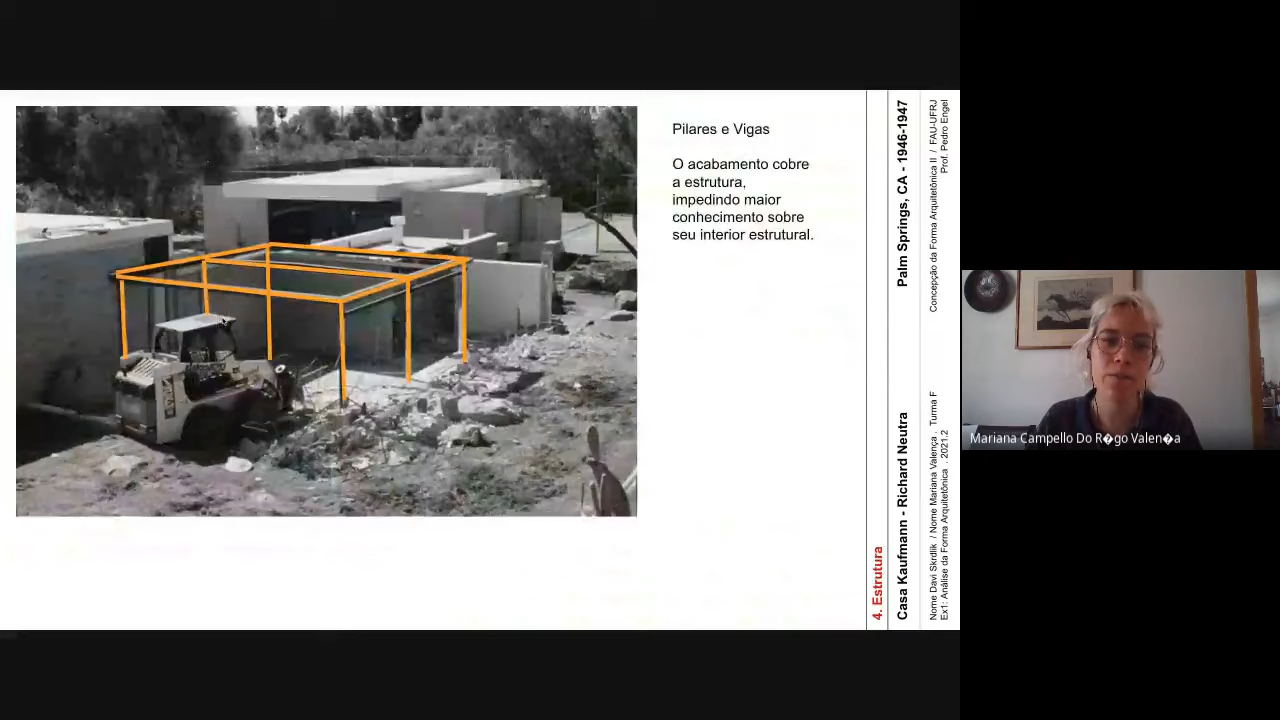 Pilares e Vigas
O acabamento cobre
a estrutura,
impedindo maior
conhecimento sobre
seu interior estrutural.
4. Estrutura
Casa Kaufmann - Richard Neutra
Palm Springs, CA - 1946-1947
Nome Davi Skrdlik / Nome Mariana Valença . Turma F
Ex1: Análise da Forma Arquitetônica . 2021.2
Concepção da Forma Arquitetônica II / FAU-UFRJ
Prof. Pedro Engel
Mariana Campello Do R�go Valen�a